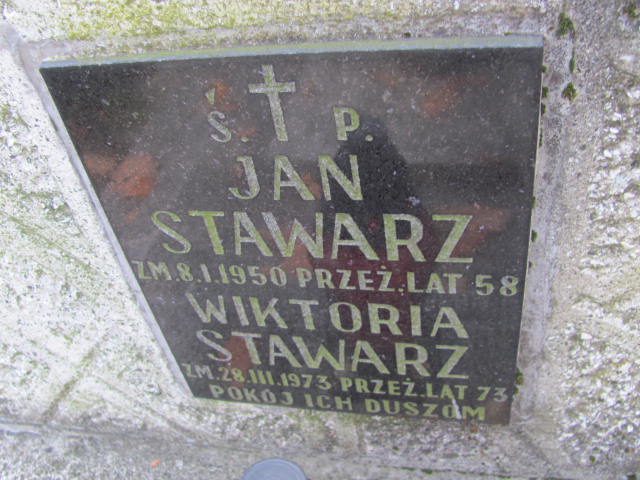 Ś. P.
JAN
STAWARZ
ZM. 8. I. 1950 PRZEŻ. LAT 58
WIKTORIA
STAWARZ
ZM. 28. III. 1973 PRZEŻ. LAT 73
POKÓJ ICH DUSZOM